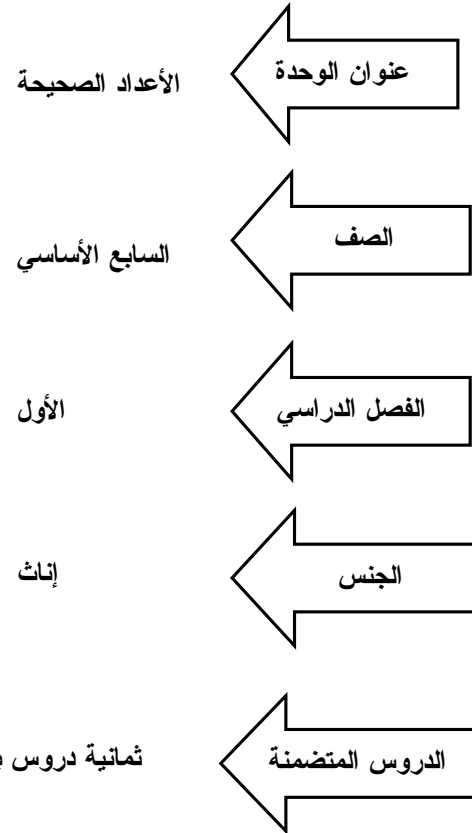 عنوان الوحدة الأعداد الصحيحة
الصف السابع الأساسي
الفصل الدراسي الأول
الجنس إناث
الدروس المتضمنة ثمانية دروس